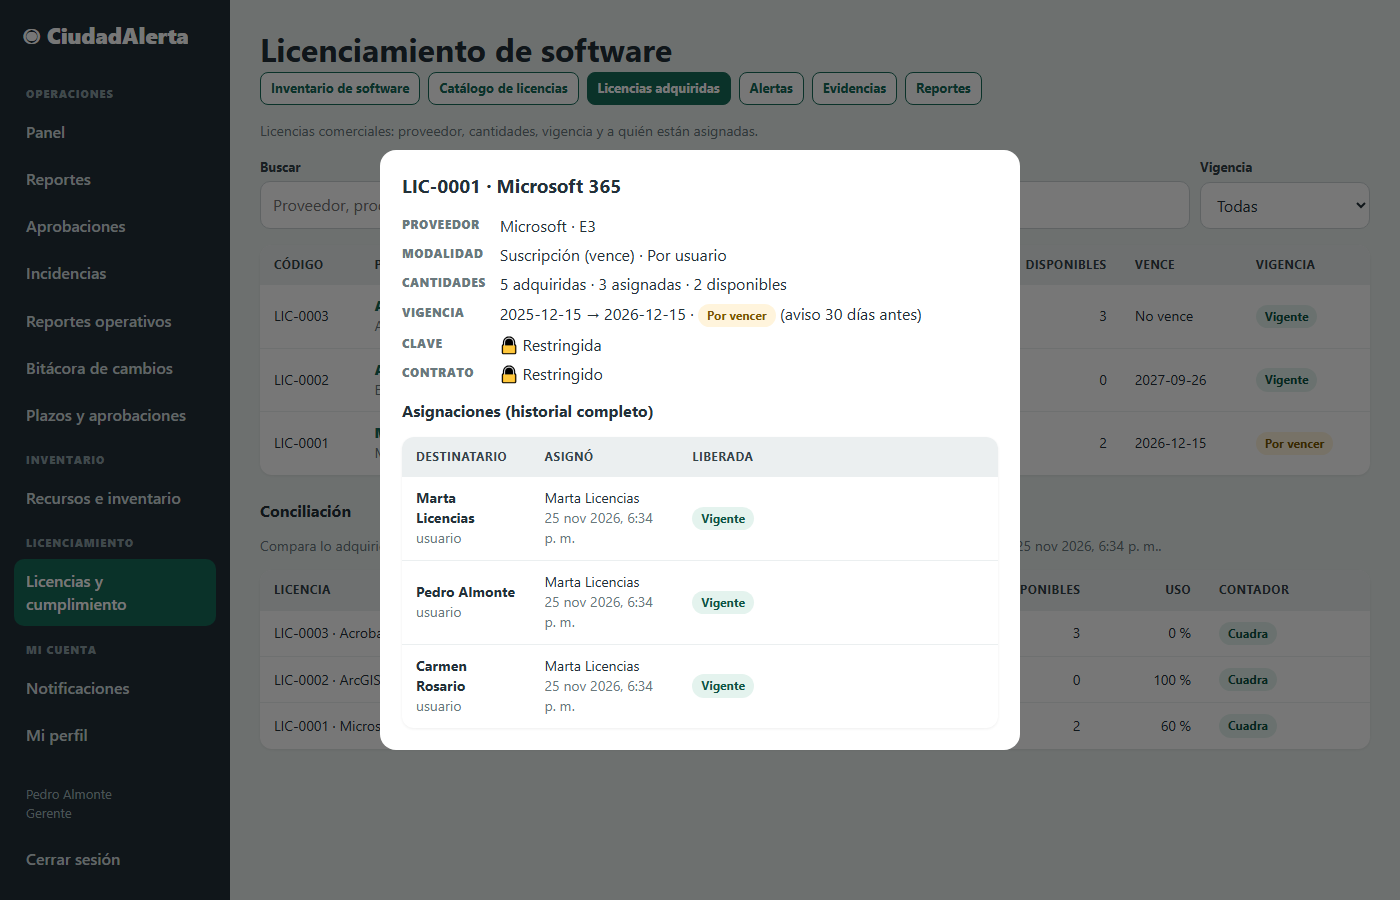 CiudadAlerta
OPERACIONES
Panel
Reportes
Aprobaciones
Incidencias
Reportes operativos
Bitácora de cambios
Plazos y aprobaciones
INVENTARIO
Recursos e inventario
LICENCIAMIENTO
Licencias y
cumplimiento
MI CUENTA
Notificaciones
Mi perfil
Pedro Almonte
Gerente
Cerrar sesión
Licenciamiento de software
Inventario de software Catálogo de licencias Licencias adquiridas Alertas Evidencias Reportes
Licencias comerciales: proveedor, cantidades, vigencia y a quién están asignadas.
Buscar Vigencia
Proveedor, Todas
CÓDIGO DISPONIBLES VENCE VIGENCIA
LIC-0003 3 No vence Vigente
LIC-0002 0 2027-09-26 Vigente
LIC-0001 2 2026-12-15 Por vencer
Conciliación
Compara lo 25 nov 2026, 6:34 p. m..
LICENCIA USO CONTADOR
LIC-0003 · 3 0 % Cuadra
LIC-0002 · ArcGIS 0 100 % Cuadra
LIC-0001 · 2 60 % Cuadra
LIC-0001 · Microsoft 365
PROVEEDOR Microsoft · E3
MODALIDAD Suscripción (vence) · Por usuario
CANTIDADES 5 adquiridas · 3 asignadas · 2 disponibles
VIGENCIA 2025-12-15 → 2026-12-15 · Por vencer (aviso 30 días antes)
CLAVE 🔒 Restringida
CONTRATO 🔒 Restringido
Asignaciones (historial completo)
DESTINATARIO ASIGNÓ LIBERADA
Marta
Licencias
usuario
Marta Licencias
25 nov 2026, 6:34
p. m.
Vigente
Pedro Almonte
usuario
Marta Licencias
25 nov 2026, 6:34
p. m.
Vigente
Carmen
Rosario
usuario
Marta Licencias
25 nov 2026, 6:34
p. m.
Vigente